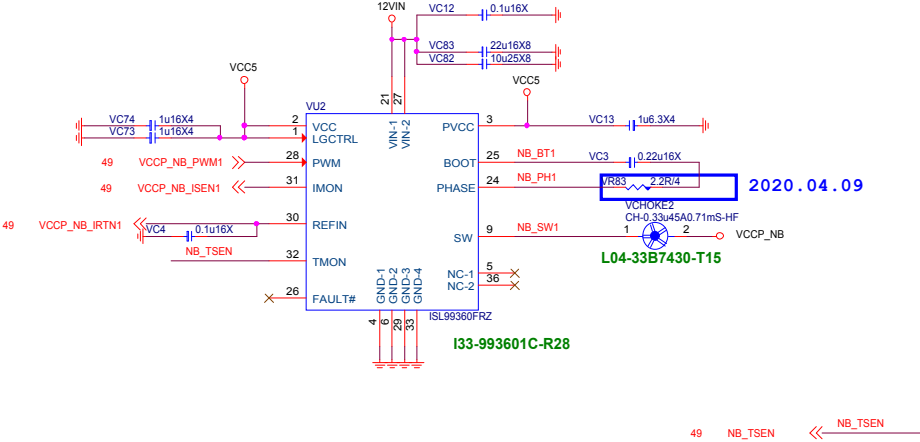 12VIN
VC12 0.1u16X
VC83 22u16X8
VC82 10u25X8
VCC5
VCC5
21
27
VU2
VC74 1u16X4
VC73 1u16X4
2 VCC
1 LGCTRL
VIN-1
VIN-2
PVCC 3
VC13 1u6.3X4
49 VCCP_NB_PWM1 28 PWM
BOOT 25 NB_BT1 VC3 0.22u16X
49 VCCP_NB_ISEN1 31 IMON
PHASE 24 NB_PH1 VR83 2.2R/4 2020.04.09
VCHOKE2
CH-0.33u45A0.71mS-HF
49 VCCP_NB_IRTN1 30 REFIN
VC4 0.1u16X
SW 9 NB_SW1 1 2 VCCP_NB
L04-33B7430-T15
NB_TSEN 32 TMON
NC-1 5
NC-2 36
26 FAULT#
GND-1
GND-2
GND-3
GND-4
ISL99360FRZ
4
6
29
33
I33-993601C-R28
49 NB_TSEN NB_TSEN